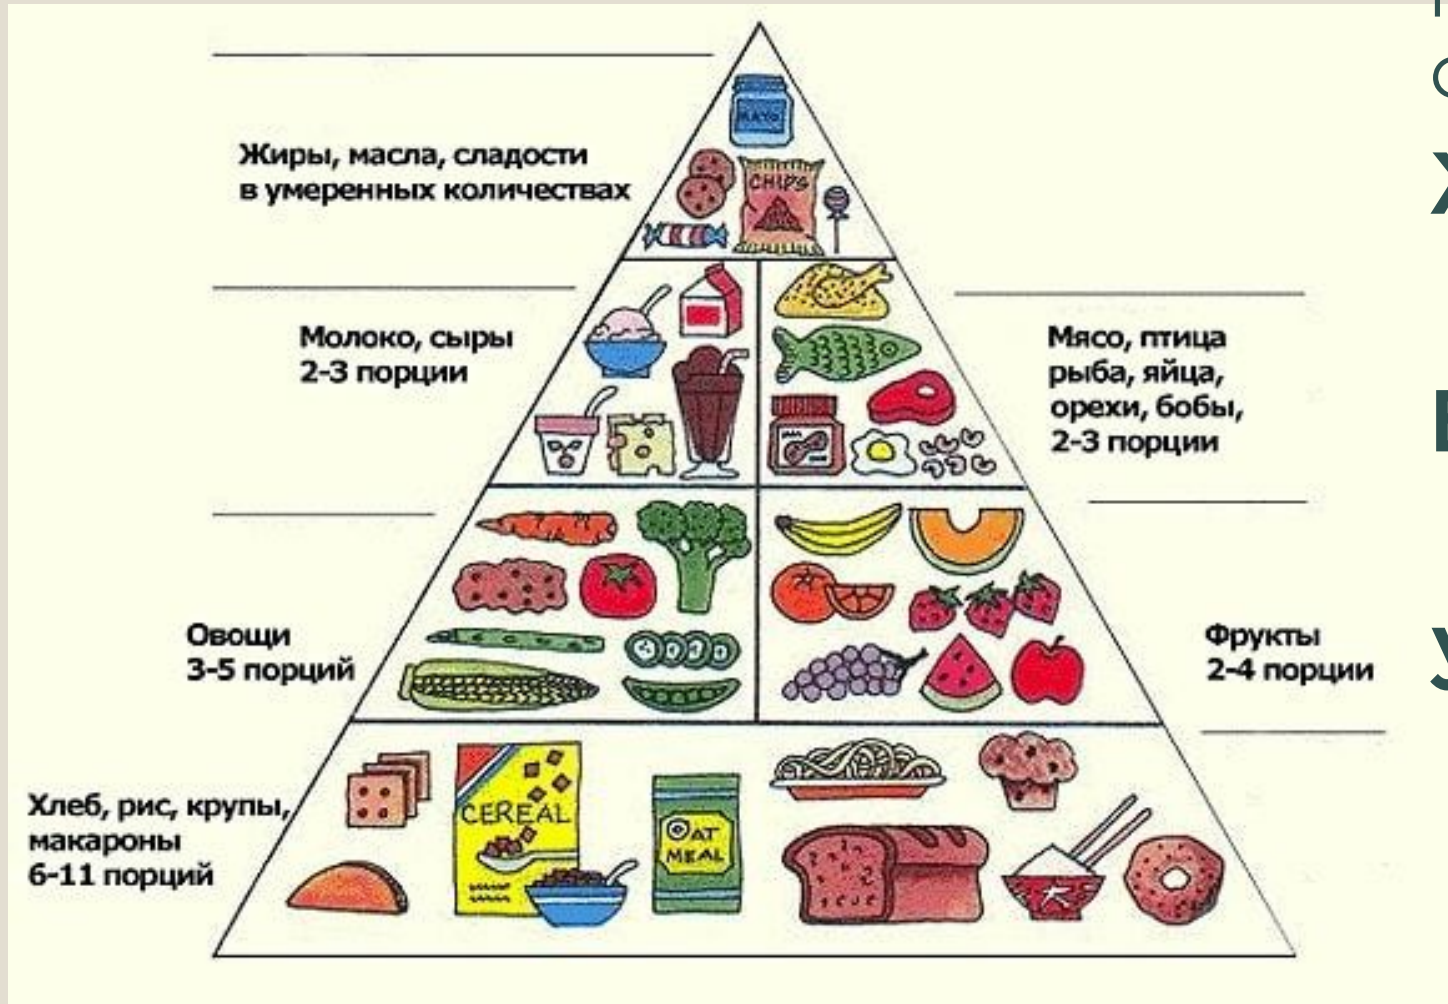 MAYO
CHIPS
Жиры, масла, сладости
в умеренных количествах
Молоко, сыры
2-3 порции
Мясо, птица
рыба, яйца,
орехи, бобы,
2-3 порции
Овощи
3-5 порций
Фрукты
2-4 порции
Хлеб, рис, крупы,
макароны
6-11 порций
CEREAL
OAT
MEAL